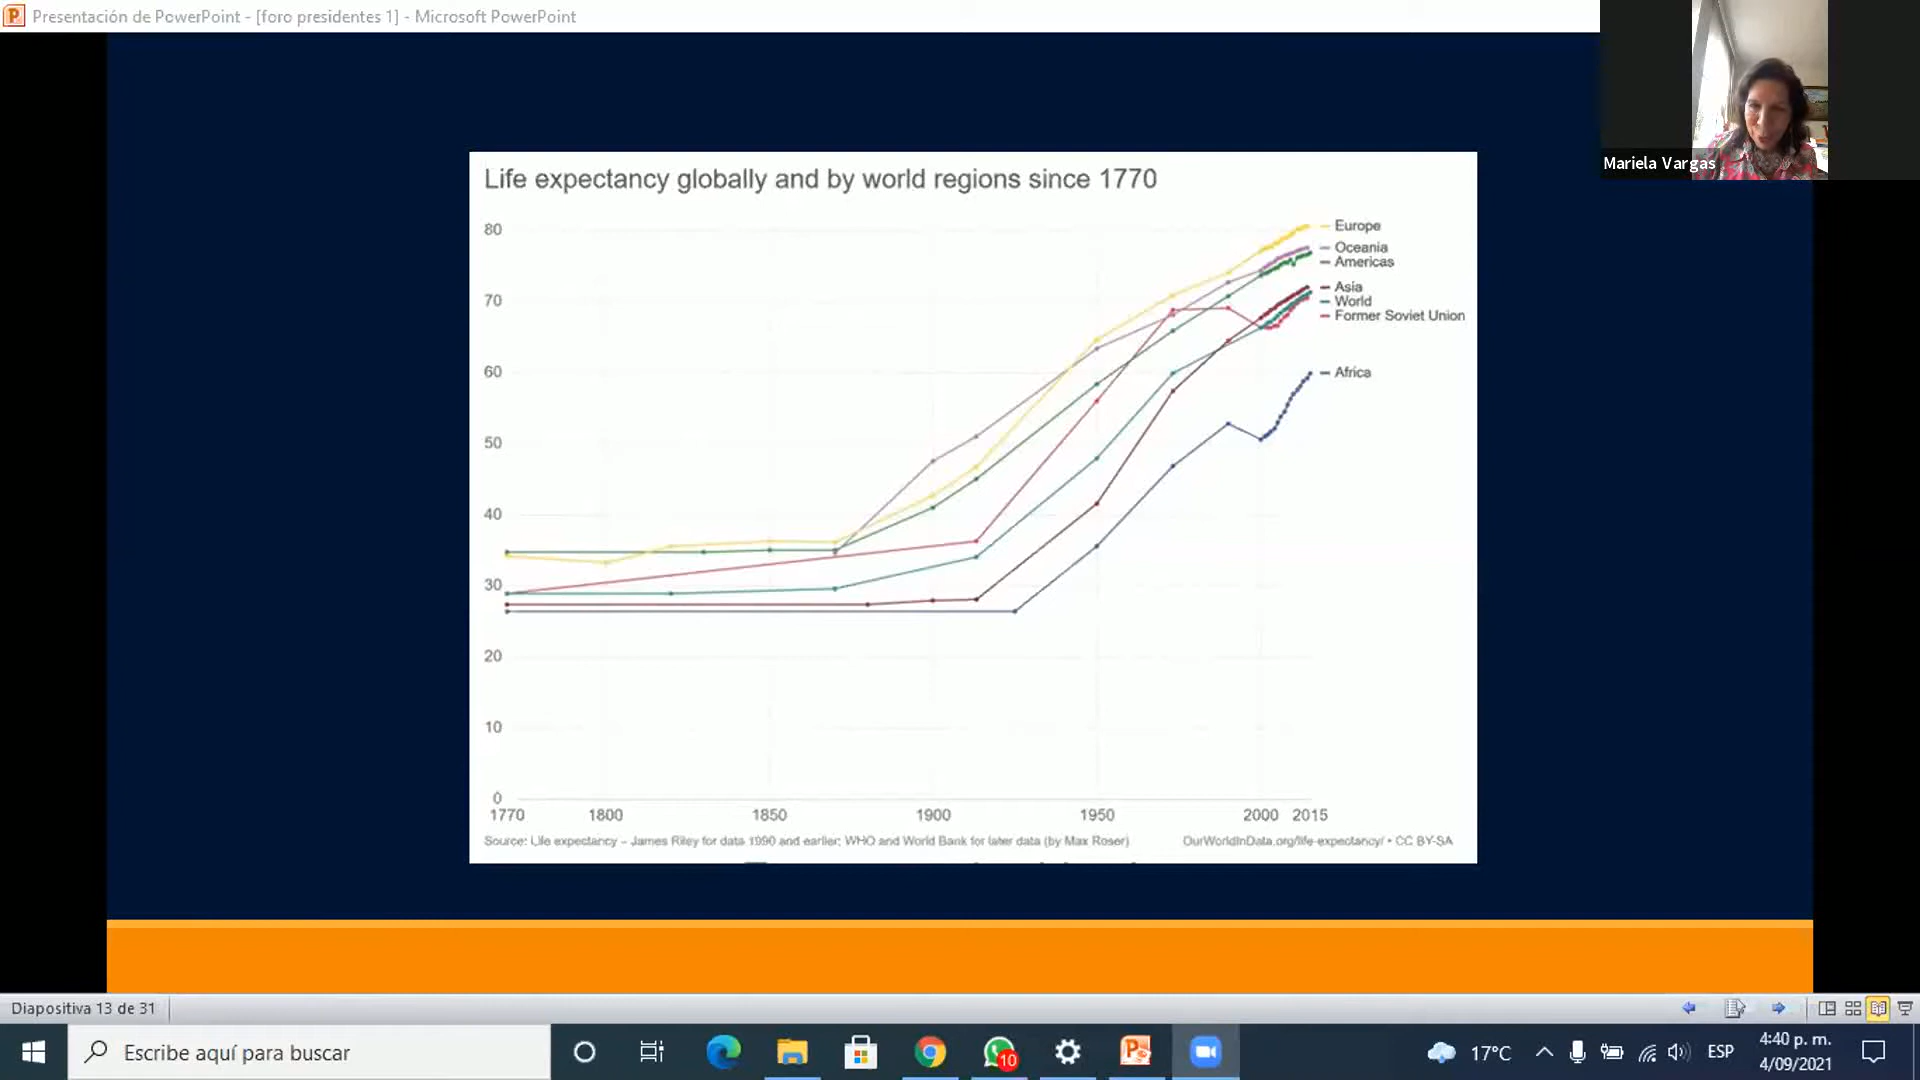 Presentación de PowerPoint - [foro presidentes 1] - Microsoft PowerPoint
Mariela Vargas
Life expectancy globally and by world regions since 1770
80
70
60
50
40
30
20
10
0
Europe
Oceania
Americas
Asia
World
Former Soviet Union
Africa
1770 1800 1850 1900 1950 2000 2015
Source: Life expectancy – James Riley for data 1990 and earlier; WHO and World Bank for later data (by Max Roser)
OurWorldInData.org/life-expectancy/ • CC BY-SA
Diapositiva 13 de 31
Escribe aquí para buscar
10
17°C
ESP
4:40 p. m.
4/09/2021